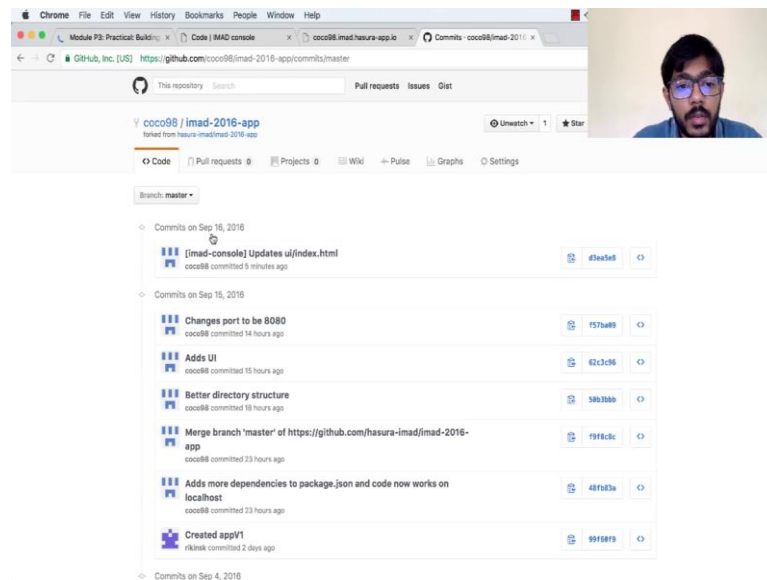 Chrome File Edit View History Bookmarks People Window Help
Module P3: Practical: Building × Code | IMAD console × coco98.imad.hasura-app.io × Commits · coco98/imad-2016 ×
GitHub, Inc. [US] https://github.com/coco98/imad-2016-app/commits/master
This repository Search Pull requests Issues Gist
coco98 / imad-2016-app Unwatch 1 Star
forked from hasura-imad/imad-2016-app
Code Pull requests 0 Projects 0 Wiki Pulse Graphs Settings
Branch: master
Commits on Sep 16, 2016
[imad-console] Updates ui/index.html
coco98 committed 5 minutes ago d3ea5e8
Commits on Sep 15, 2016
Changes port to be 8080
coco98 committed 14 hours ago f57ba09
Adds UI
coco98 committed 15 hours ago 62c3c96
Better directory structure
coco98 committed 18 hours ago 50b3bbb
Merge branch 'master' of https://github.com/hasura-imad/imad-2016-
app f9f8c8c
coco98 committed 23 hours ago
Adds more dependencies to package.json and code now works on
localhost 48fb83a
coco98 committed 23 hours ago
Created appV1
rikinsk committed 2 days ago 99f60f9
Commits on Sep 4, 2016